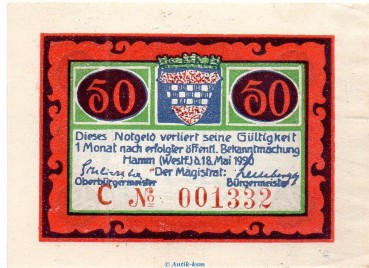 50 50
Dieses Notgeld verliert seine Gültigkeit
1 Monat nach erfolgter öffentl. Bekanntmachung
Hamm (Westf.) d. 18. Mai 1920
Der Magistrat:
Oberbürgermeister Bürgermeister
C № 001332
© Antik-kam